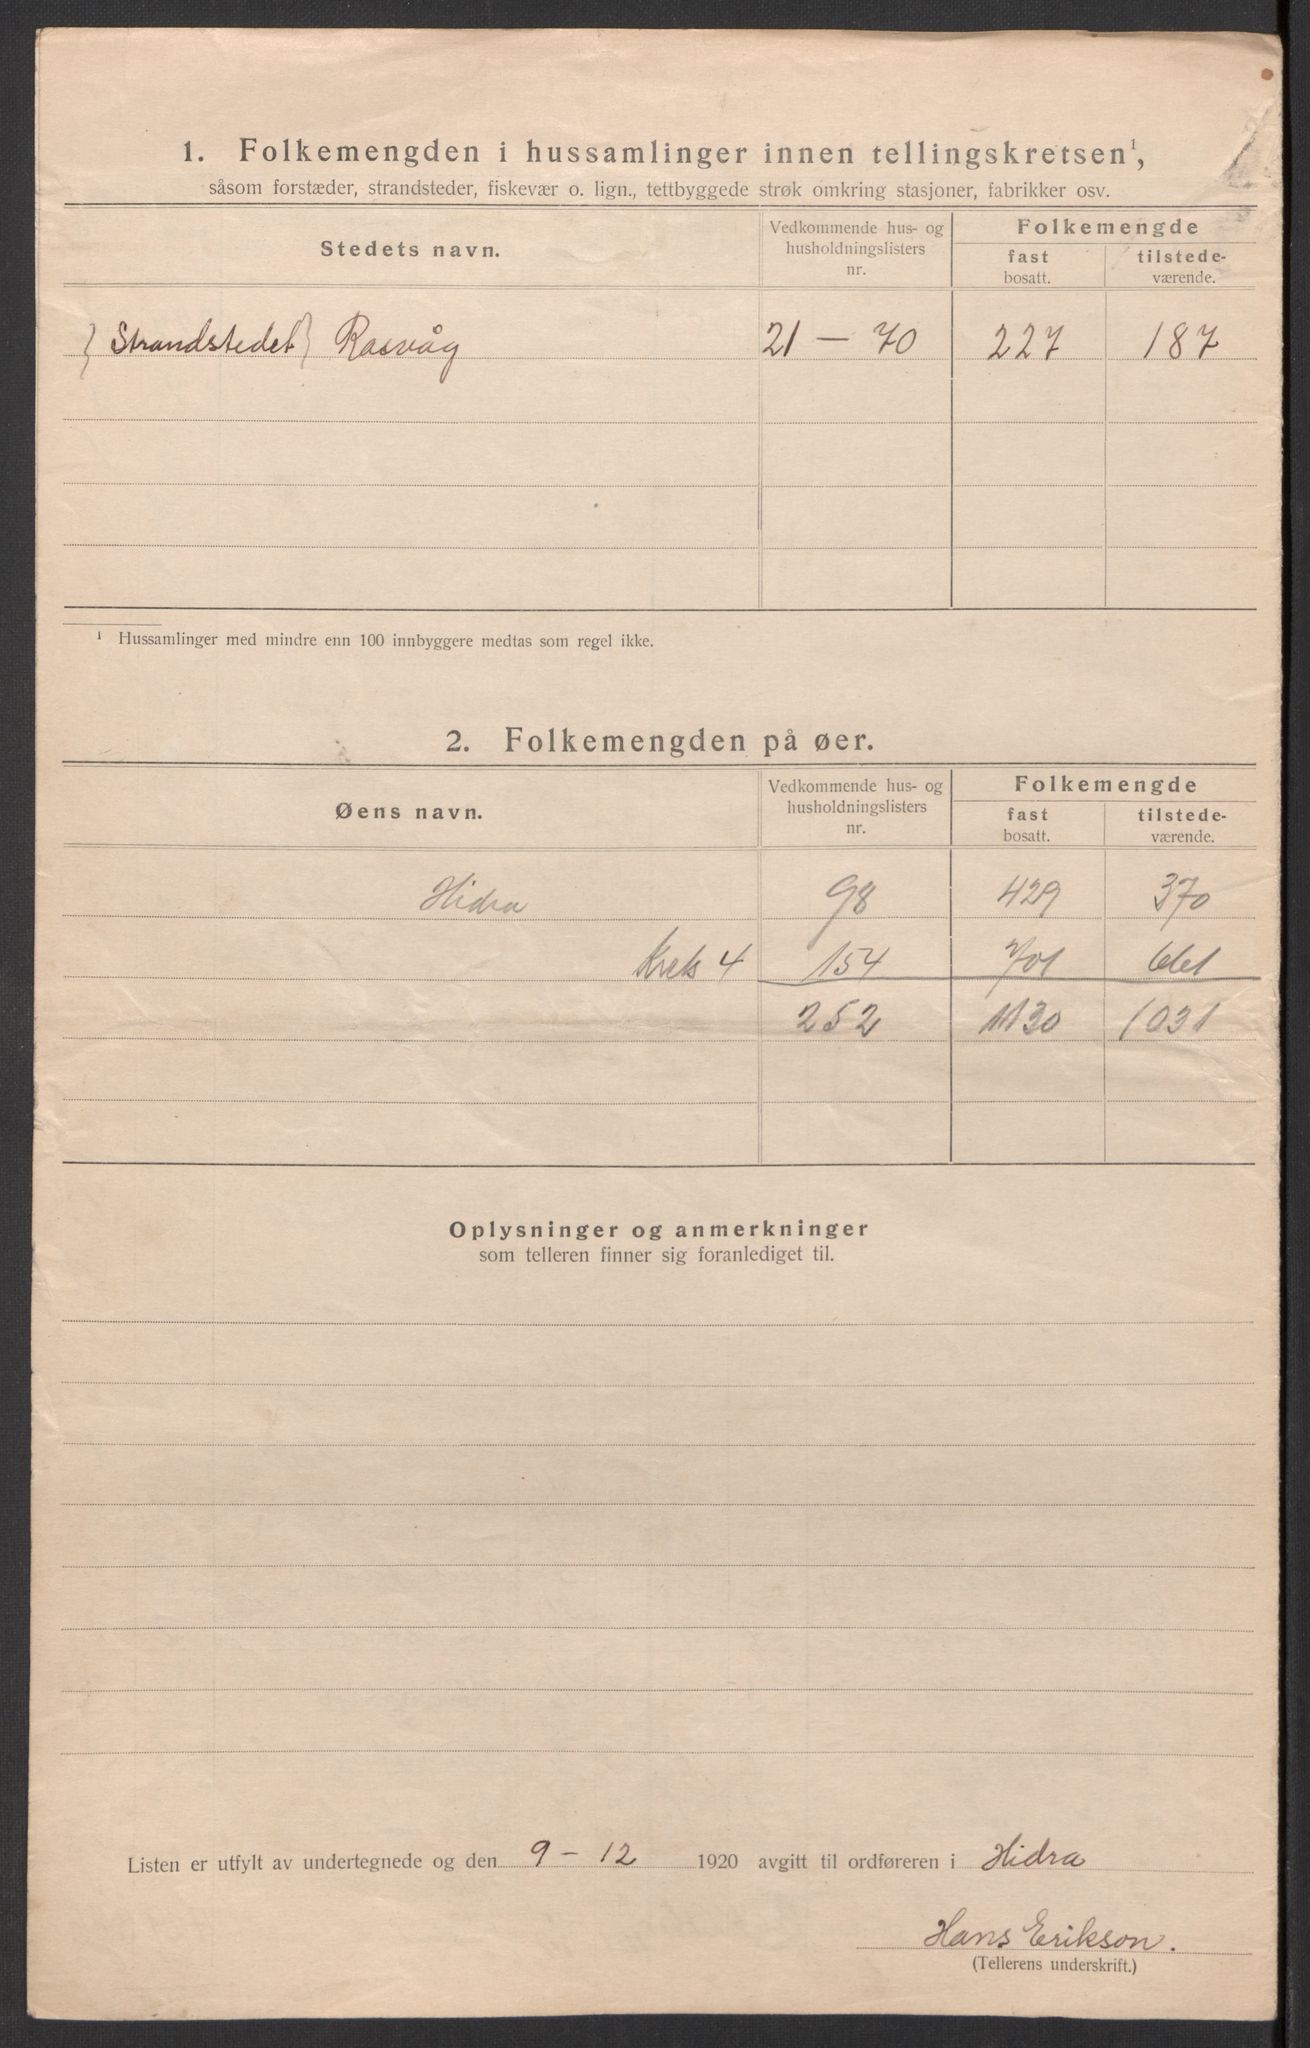 1. Folkemengden i hussamlinger innen tellingskretsen¹,
såsom forstæder, strandsteder, fiskevær o. lign., tettbyggede strøk omkring stasjoner, fabrikker osv.
Stedets navn. Vedkommende hus- og husholdningslisters nr. Folkemengde
fast bosatt. tilstede-værende.
} Strandstedet } Rasvåg 21 — 70 227 187
¹ Hussamlinger med mindre enn 100 innbyggere medtas som regel ikke.
2. Folkemengden på øer.
Øens navn. Vedkommende hus- og husholdningslisters nr. Folkemengde
fast bosatt. tilstede-værende.
Hidra 98 429 370
Krets 4 154 701 661
252 1130 1031
Oplysninger og anmerkninger
som telleren finner sig foranlediget til.
Listen er utfylt av undertegnede og den 9 – 12 1920 avgitt til ordføreren i Hidra
Hans Erikson.
(Tellerens underskrift.)